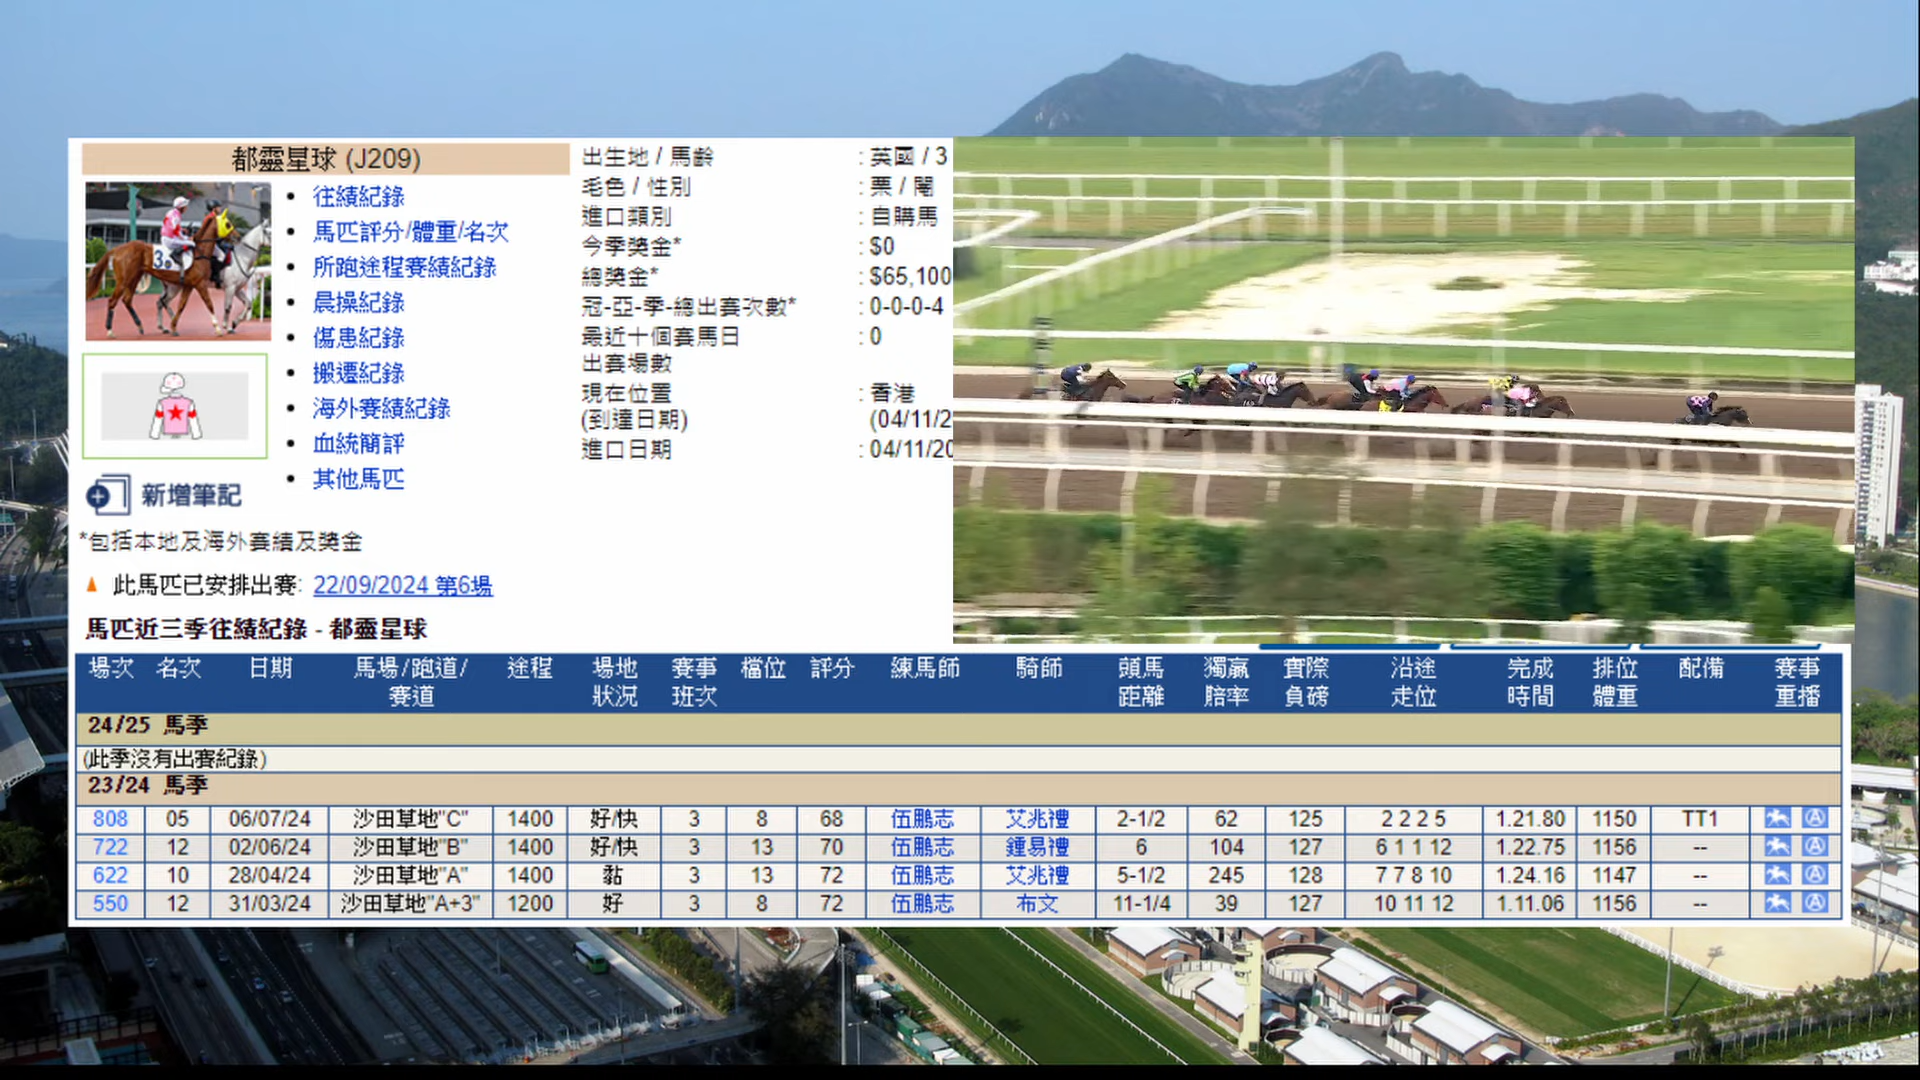 都靈星球 (J209)
• 往績紀錄
• 馬匹評分/體重/名次
• 所跑途程賽績紀錄
• 晨操紀錄
• 傷患紀錄
• 搬遷紀錄
• 海外賽績紀錄
• 血統簡評
• 其他馬匹
新增筆記
*包括本地及海外賽績及獎金
此馬匹已安排出賽: 22/09/2024 第6場
出生地 / 馬齡 : 英國 / 3
毛色 / 性別 : 栗 / 閹
進口類別 : 自購馬
今季獎金* : $0
總獎金* : $65,100
冠-亞-季-總出賽次數* : 0-0-0-4
最近十個賽馬日 : 0
出賽場數
現在位置 : 香港
(到達日期) (04/11/2
進口日期 : 04/11/20
馬匹近三季往績紀錄 - 都靈星球
場次 名次 日期 馬場/跑道/賽道 途程 場地狀況 賽事班次 檔位 評分 練馬師 騎師 頭馬距離 獨贏賠率 實際負磅 沿途走位 完成時間 排位體重 配備 賽事重播
24/25 馬季
(此季沒有出賽紀錄)
23/24 馬季
808 05 06/07/24 沙田草地"C" 1400 好/快 3 8 68 伍鵬志 艾兆禮 2-1/2 62 125 2 2 2 5 1.21.80 1150 TT1
722 12 02/06/24 沙田草地"B" 1400 好/快 3 13 70 伍鵬志 鍾易禮 6 104 127 6 1 1 12 1.22.75 1156 --
622 10 28/04/24 沙田草地"A" 1400 黏 3 13 72 伍鵬志 艾兆禮 5-1/2 245 128 7 7 8 10 1.24.16 1147 --
550 12 31/03/24 沙田草地"A+3" 1200 好 3 8 72 伍鵬志 布文 11-1/4 39 127 10 11 12 1.11.06 1156 --